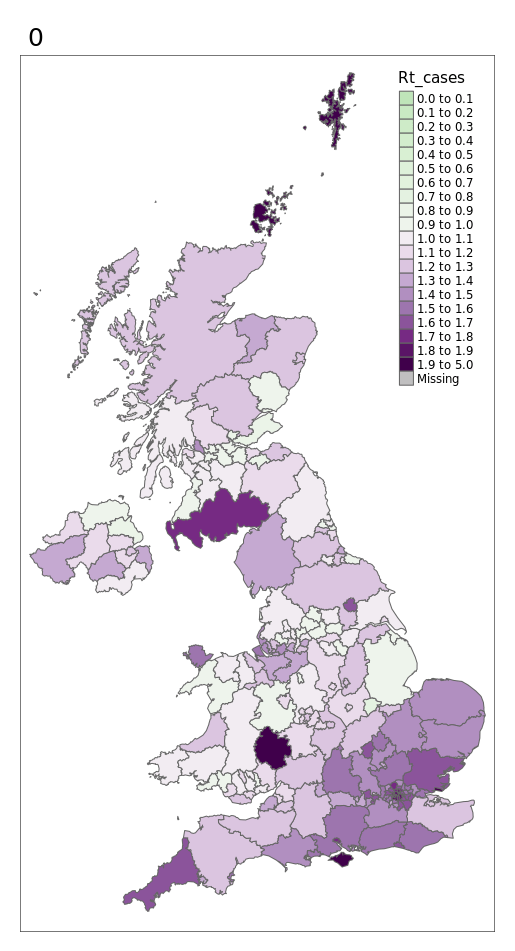 0
Rt_cases
0.0 to 0.1
0.1 to 0.2
0.2 to 0.3
0.3 to 0.4
0.4 to 0.5
0.5 to 0.6
0.6 to 0.7
0.7 to 0.8
0.8 to 0.9
0.9 to 1.0
1.0 to 1.1
1.1 to 1.2
1.2 to 1.3
1.3 to 1.4
1.4 to 1.5
1.5 to 1.6
1.6 to 1.7
1.7 to 1.8
1.8 to 1.9
1.9 to 5.0
Missing